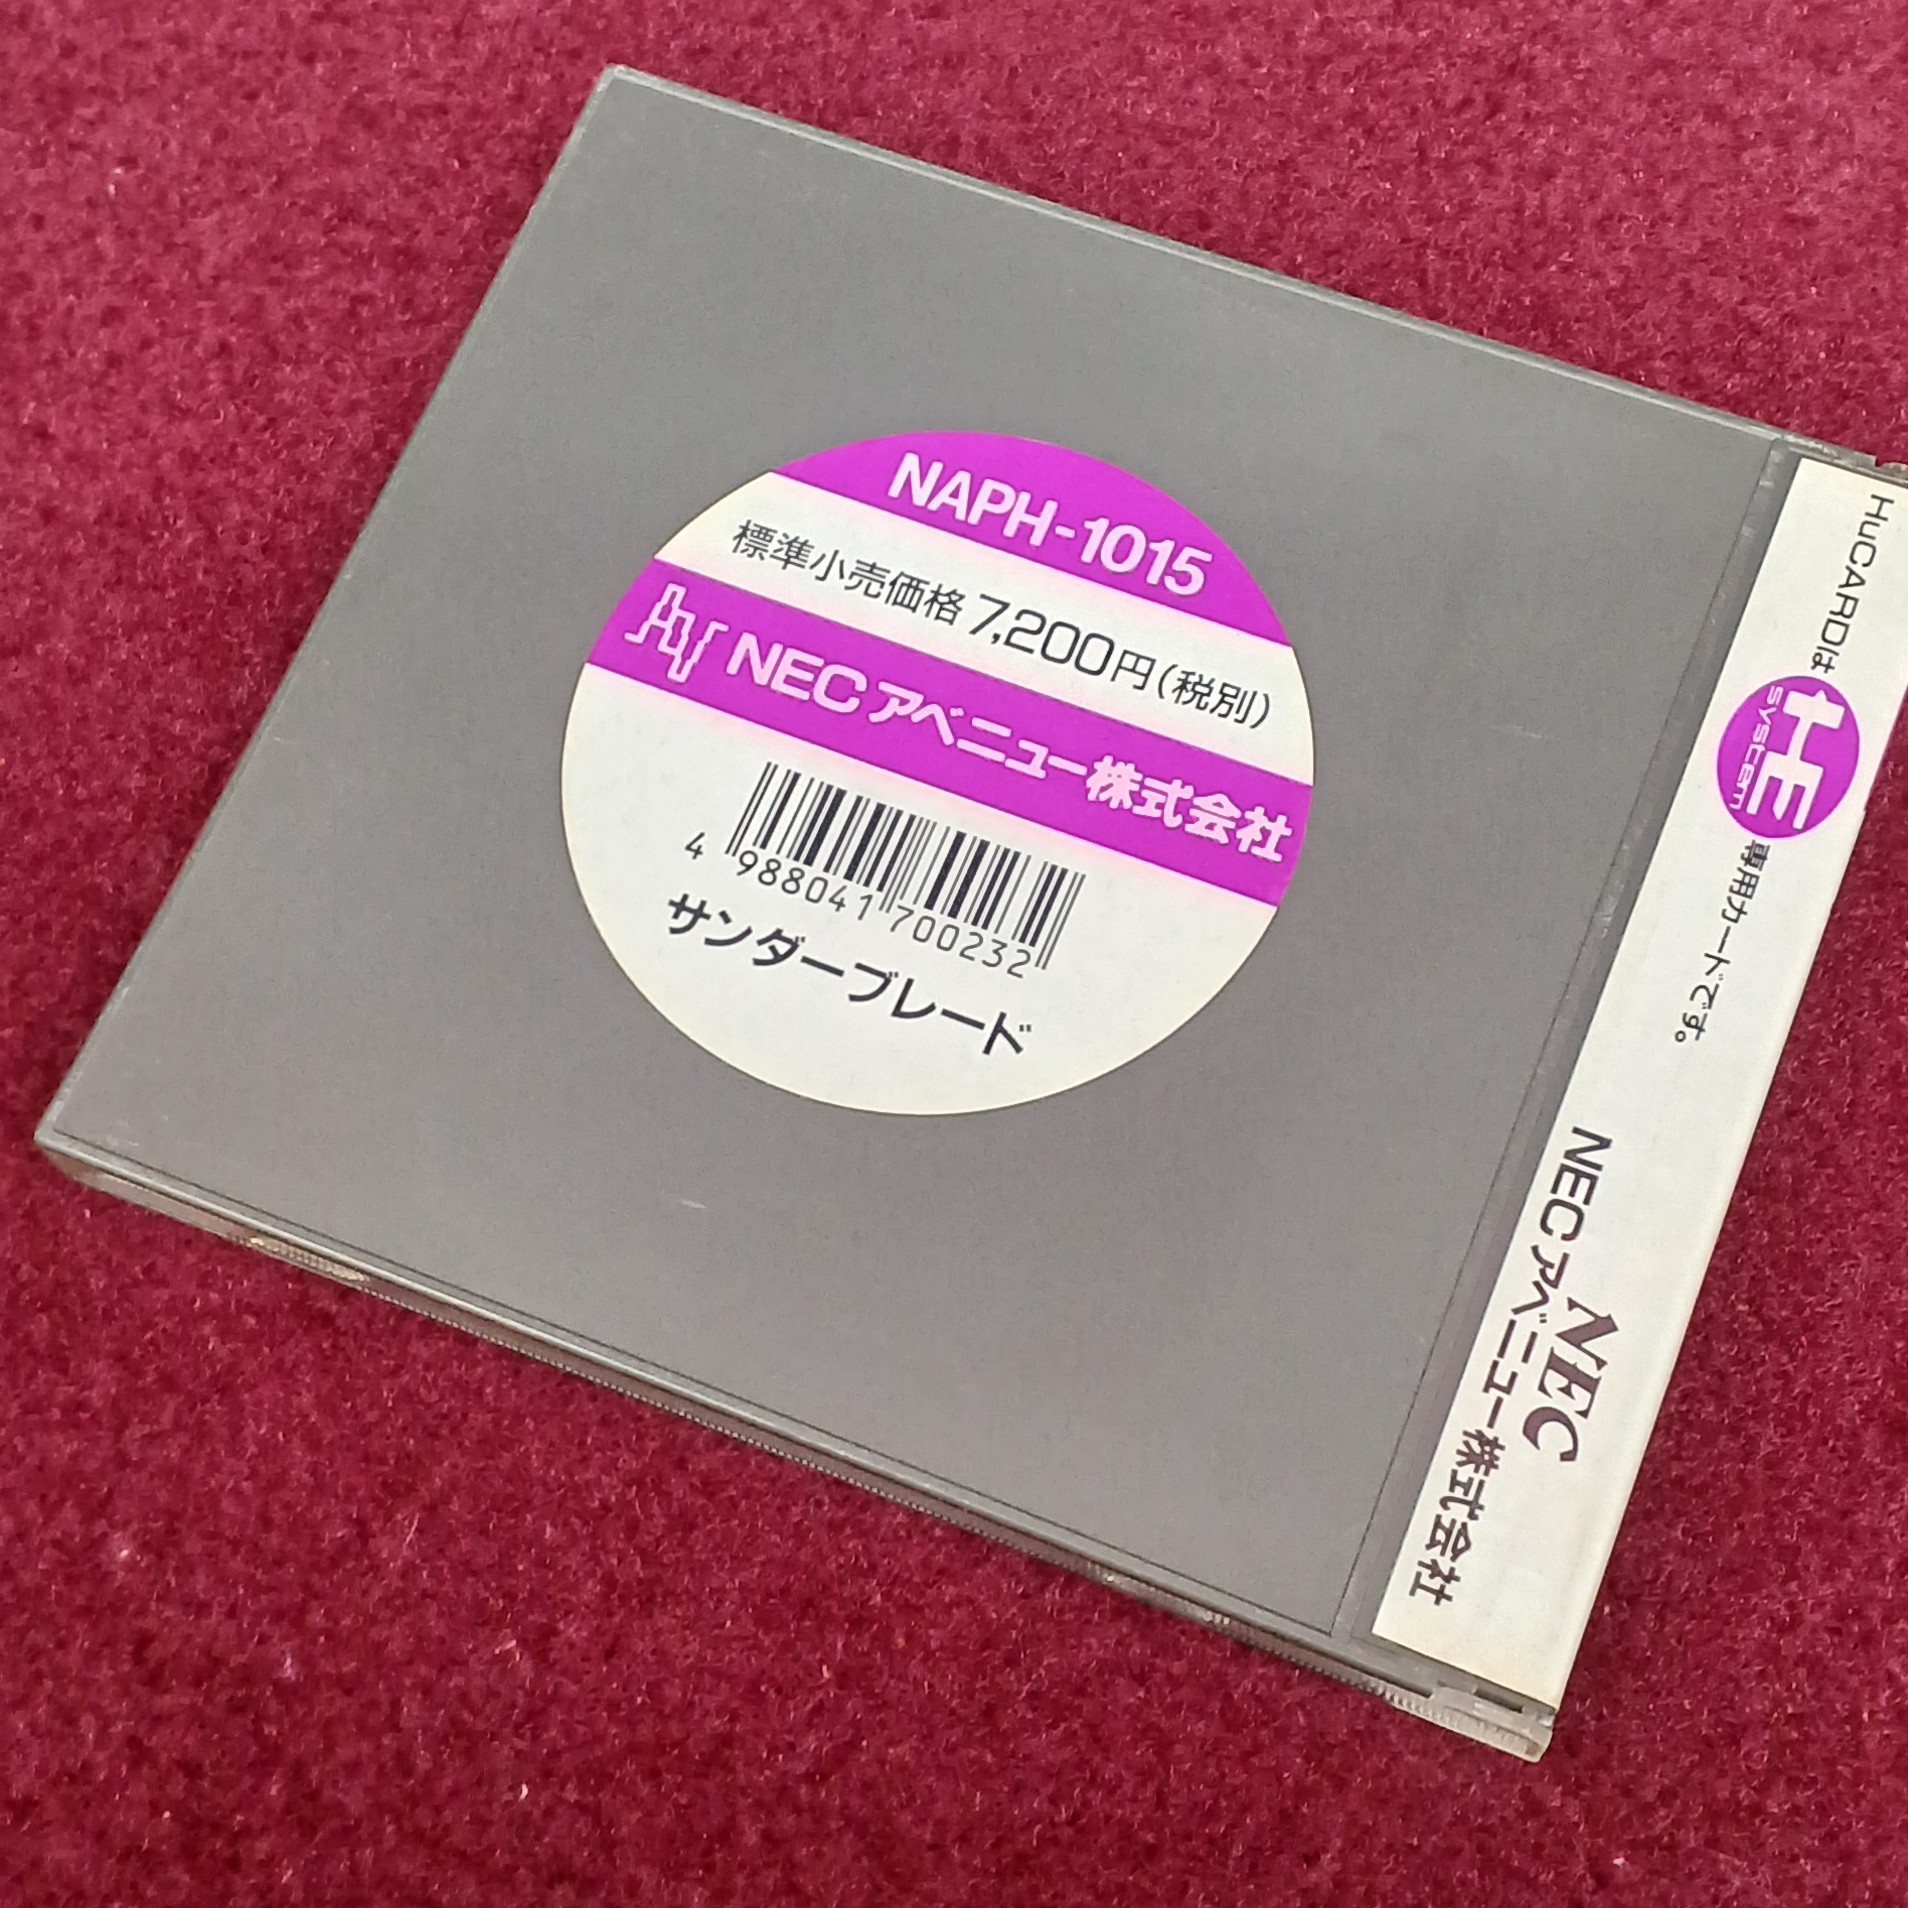 NAPH-1015
標準小売価格 7,200円(税別)
NECアベニュー株式会社
4 988041 700232
サンダーブレード
HuCARDは HE system 専用カードです。
NEC
NECアベニュー株式会社